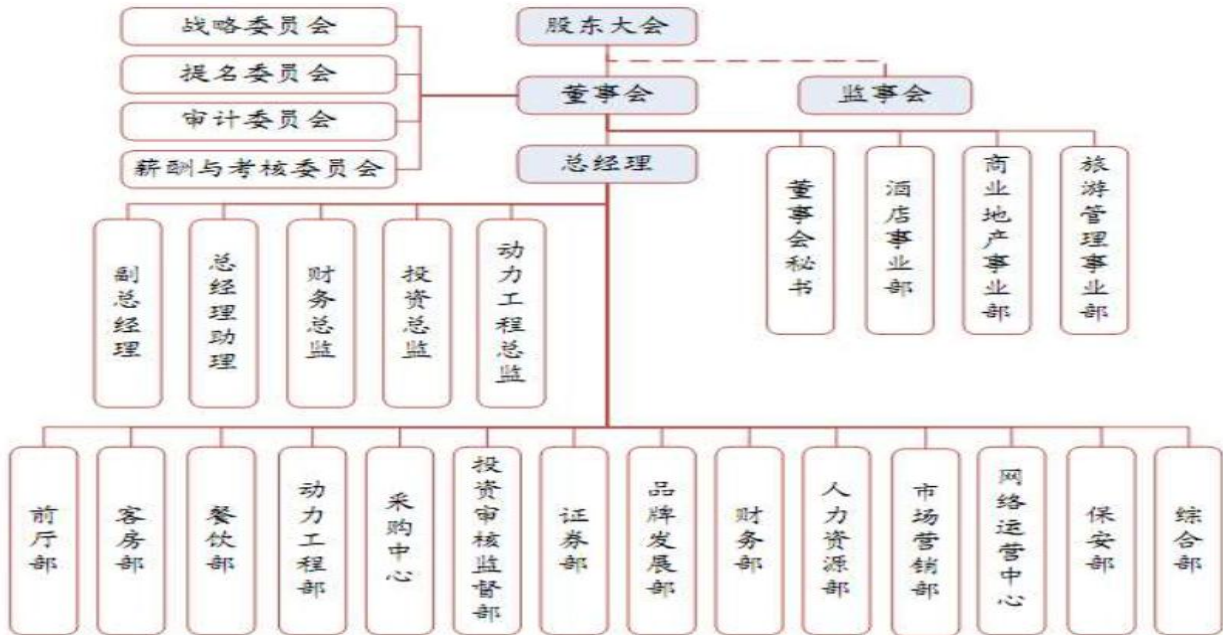 战略委员会
股东大会
提名委员会
董事会
监事会
审计委员会
薪酬与考核委员会
总经理
董事会秘书
酒店事业部
商业地产事业部
旅游管理事业部
副总经理
总经理助理
财务总监
投资总监
动力工程总监
前厅部
客房部
餐饮部
动力工程部
采购中心
投资审核监督部
证券部
品牌发展部
财务部
人力资源部
市场营销部
网络运营中心
保安部
综合部